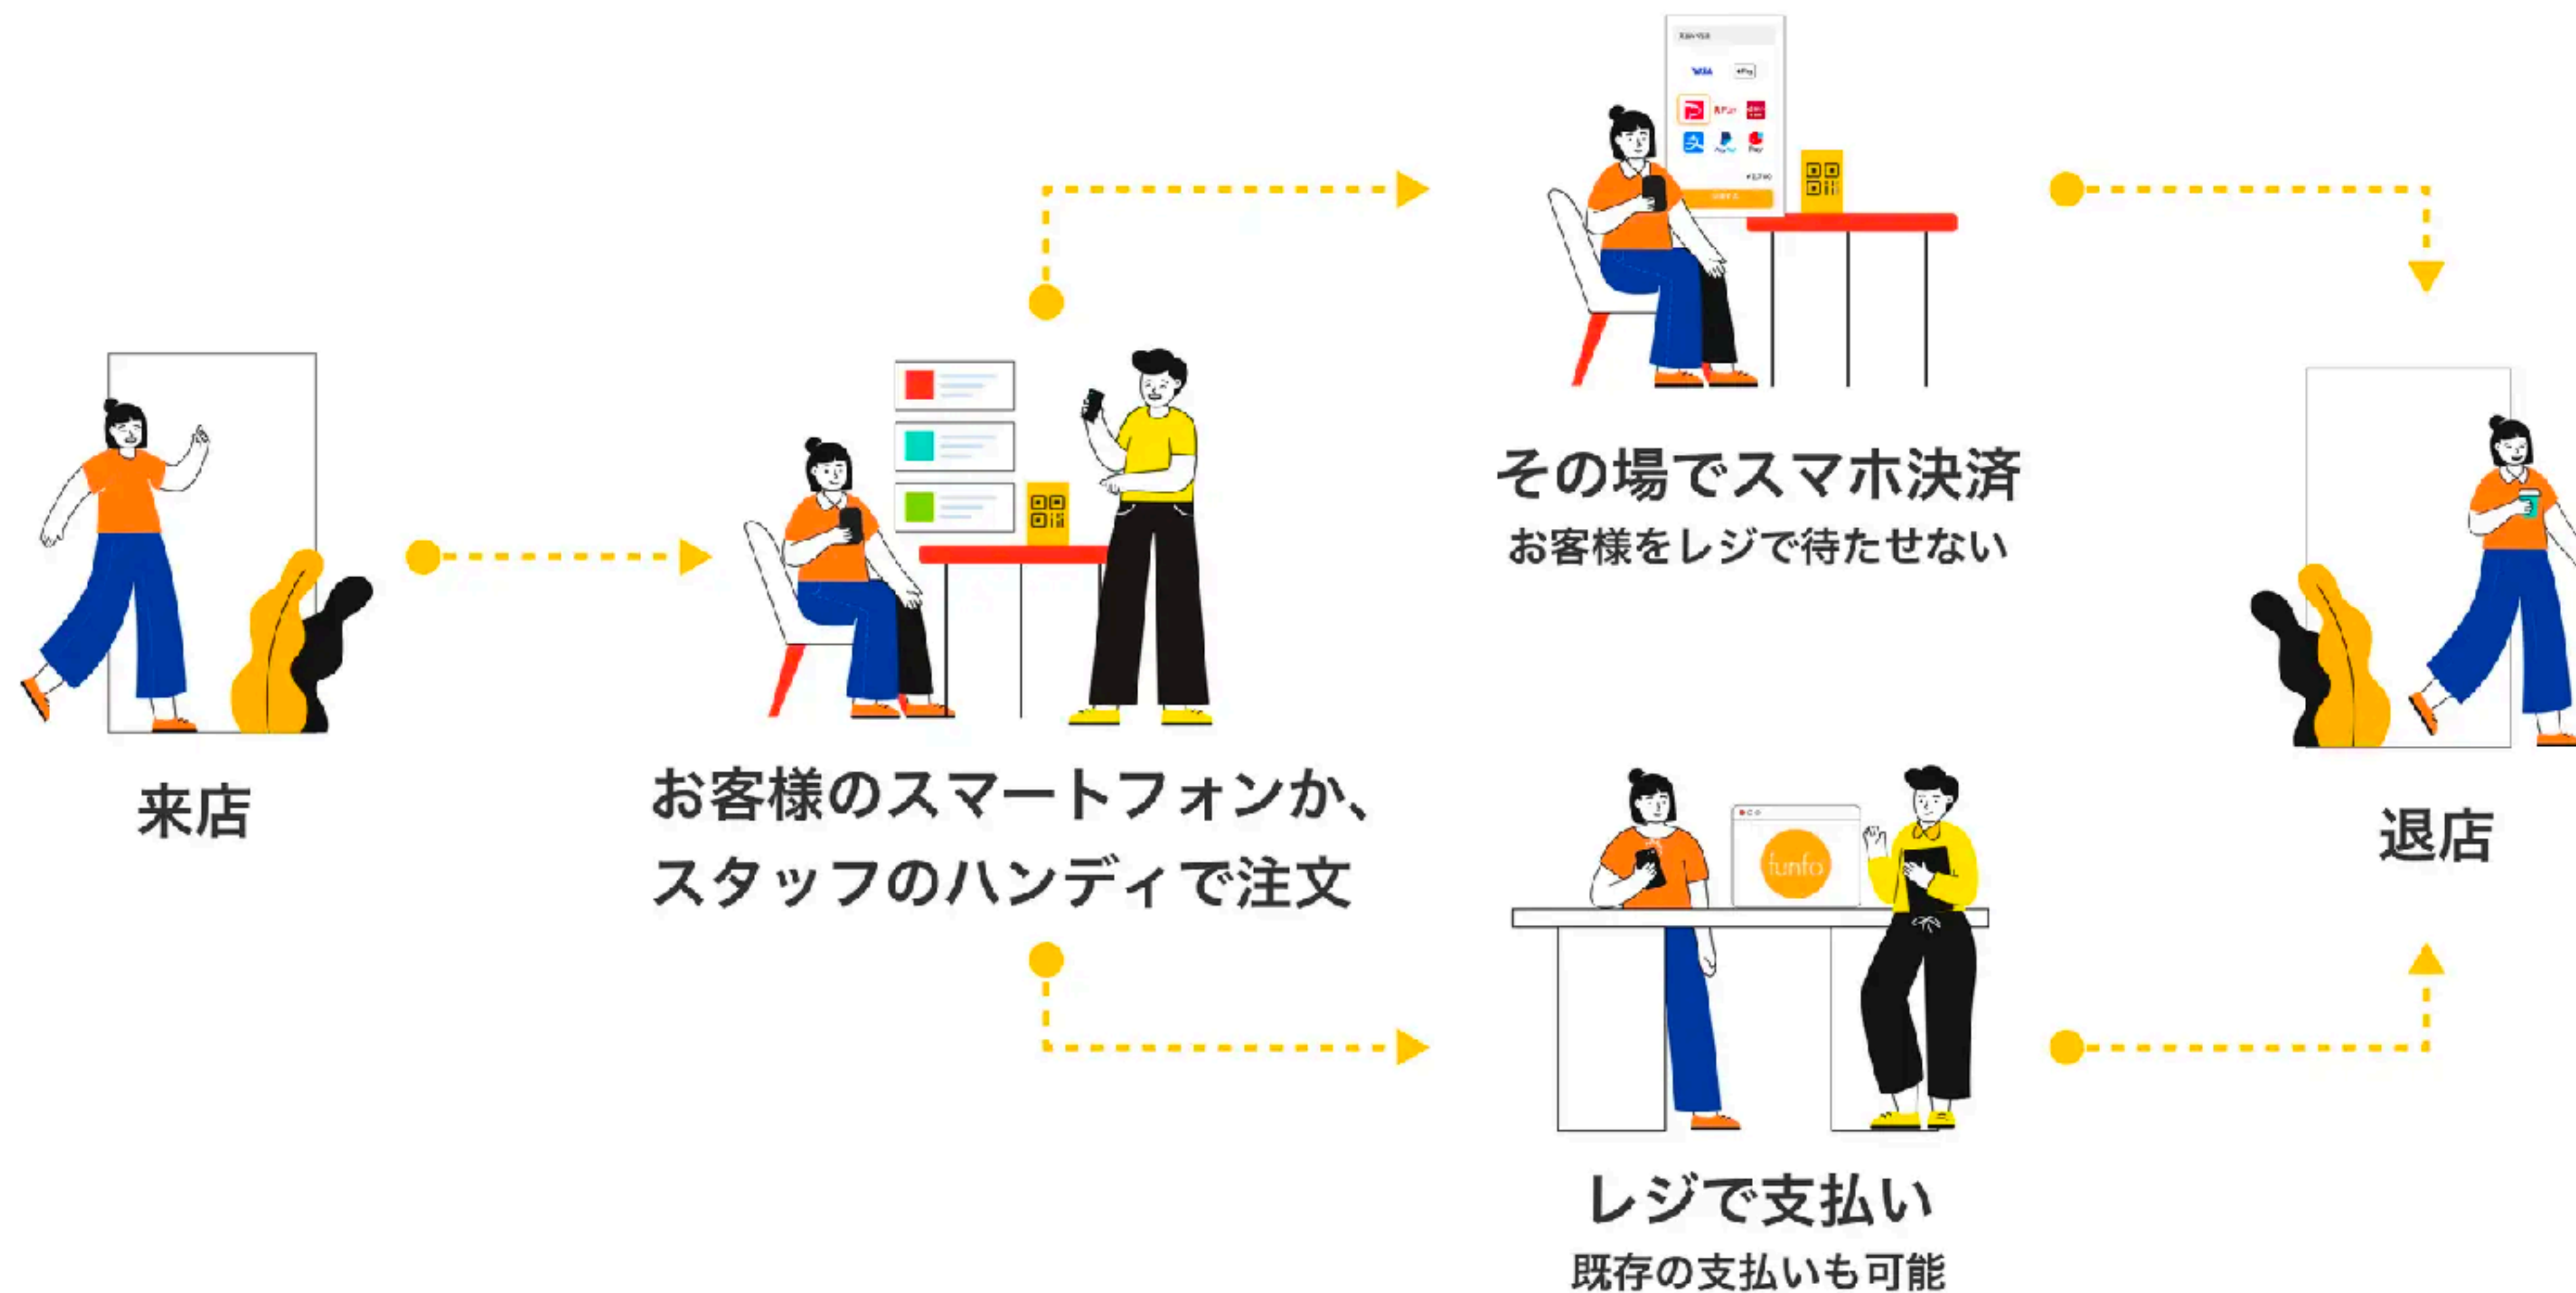 来店
お客様のスマートフォンか、
スタッフのハンディで注文
VISA
Pay
その場でスマホ決済
お客様をレジで待たせない
funfo
レジで支払い
既存の支払いも可能
退店